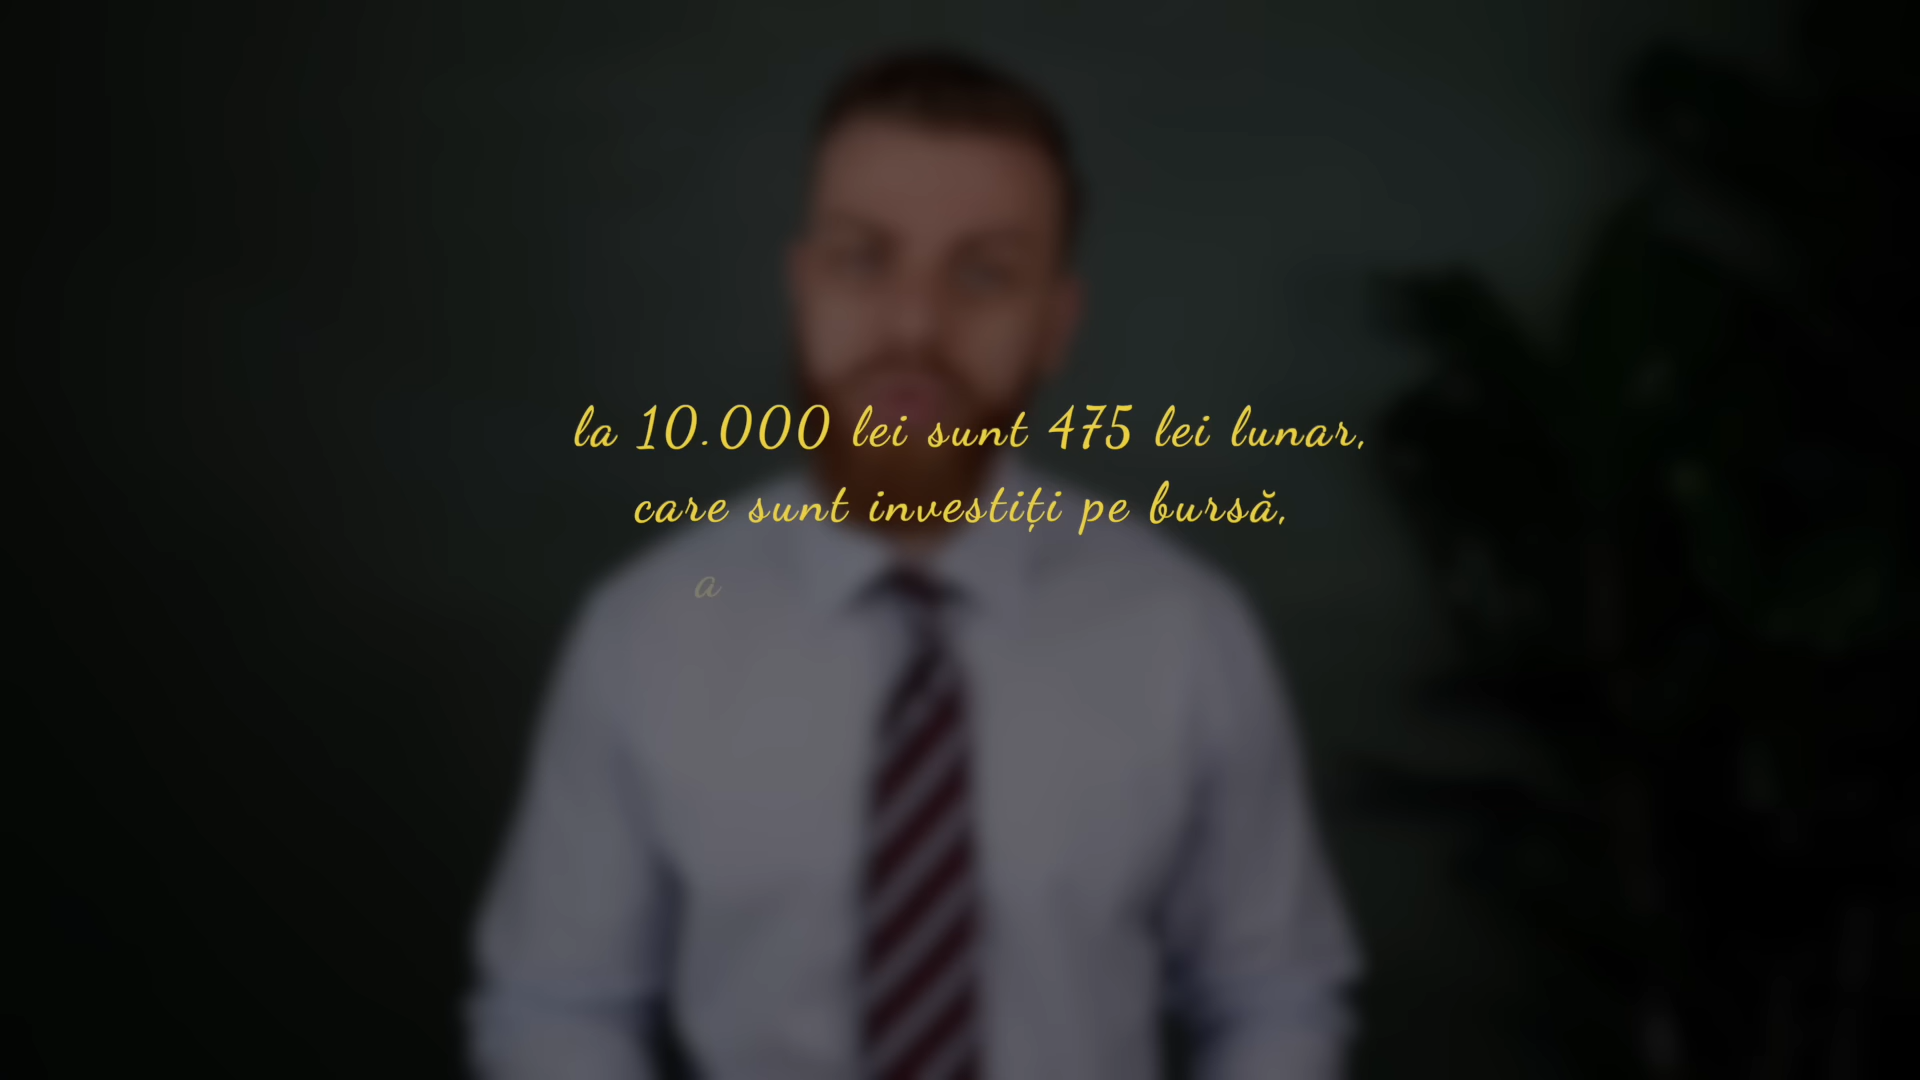 la 10.000 lei sunt 475 lei lunar,
care sunt investiți pe bursă,
a